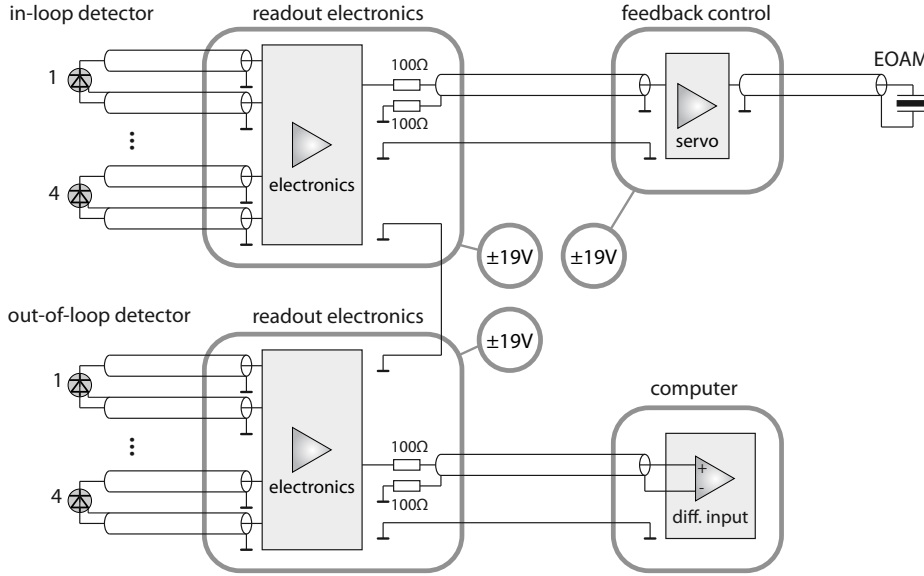 in-loop detector
readout electronics
feedback control
1
4
...
electronics
100Ω
100Ω
servo
EOAM
±19V
±19V
out-of-loop detector
readout electronics
±19V
1
4
...
electronics
100Ω
100Ω
computer
+
-
diff. input